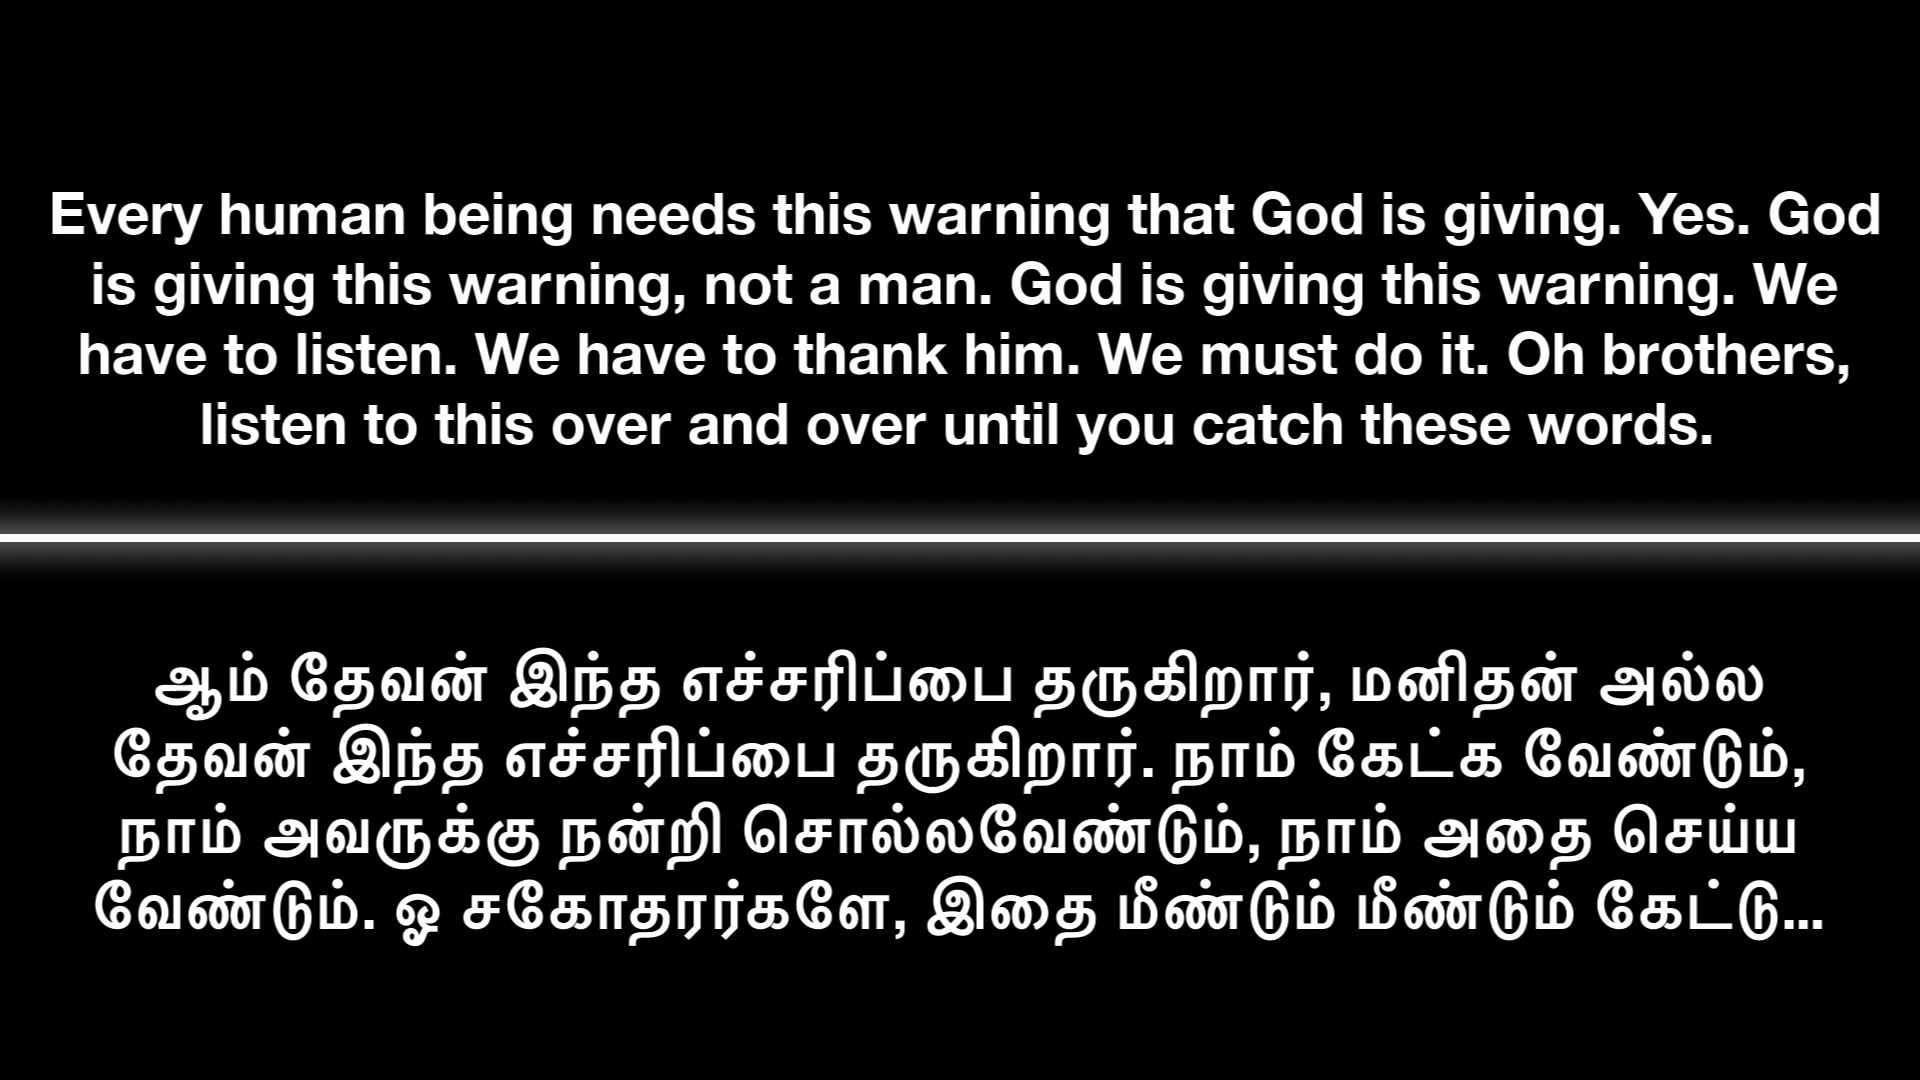 Every human being needs this warning that God is giving. Yes. God
is giving this warning, not a man. God is giving this warning. We
have to listen. We have to thank him. We must do it. Oh brothers,
listen to this over and over until you catch these words.
ஆம் தேவன் இந்த எச்சரிப்பை தருகிறார், மனிதன் அல்ல
தேவன் இந்த எச்சரிப்பை தருகிறார். நாம் கேட்க வேண்டும்,
நாம் அவருக்கு நன்றி சொல்லவேண்டும், நாம் அதை செய்ய
வேண்டும். ஓ சகோதரர்களே, இதை மீண்டும் மீண்டும் கேட்டு...